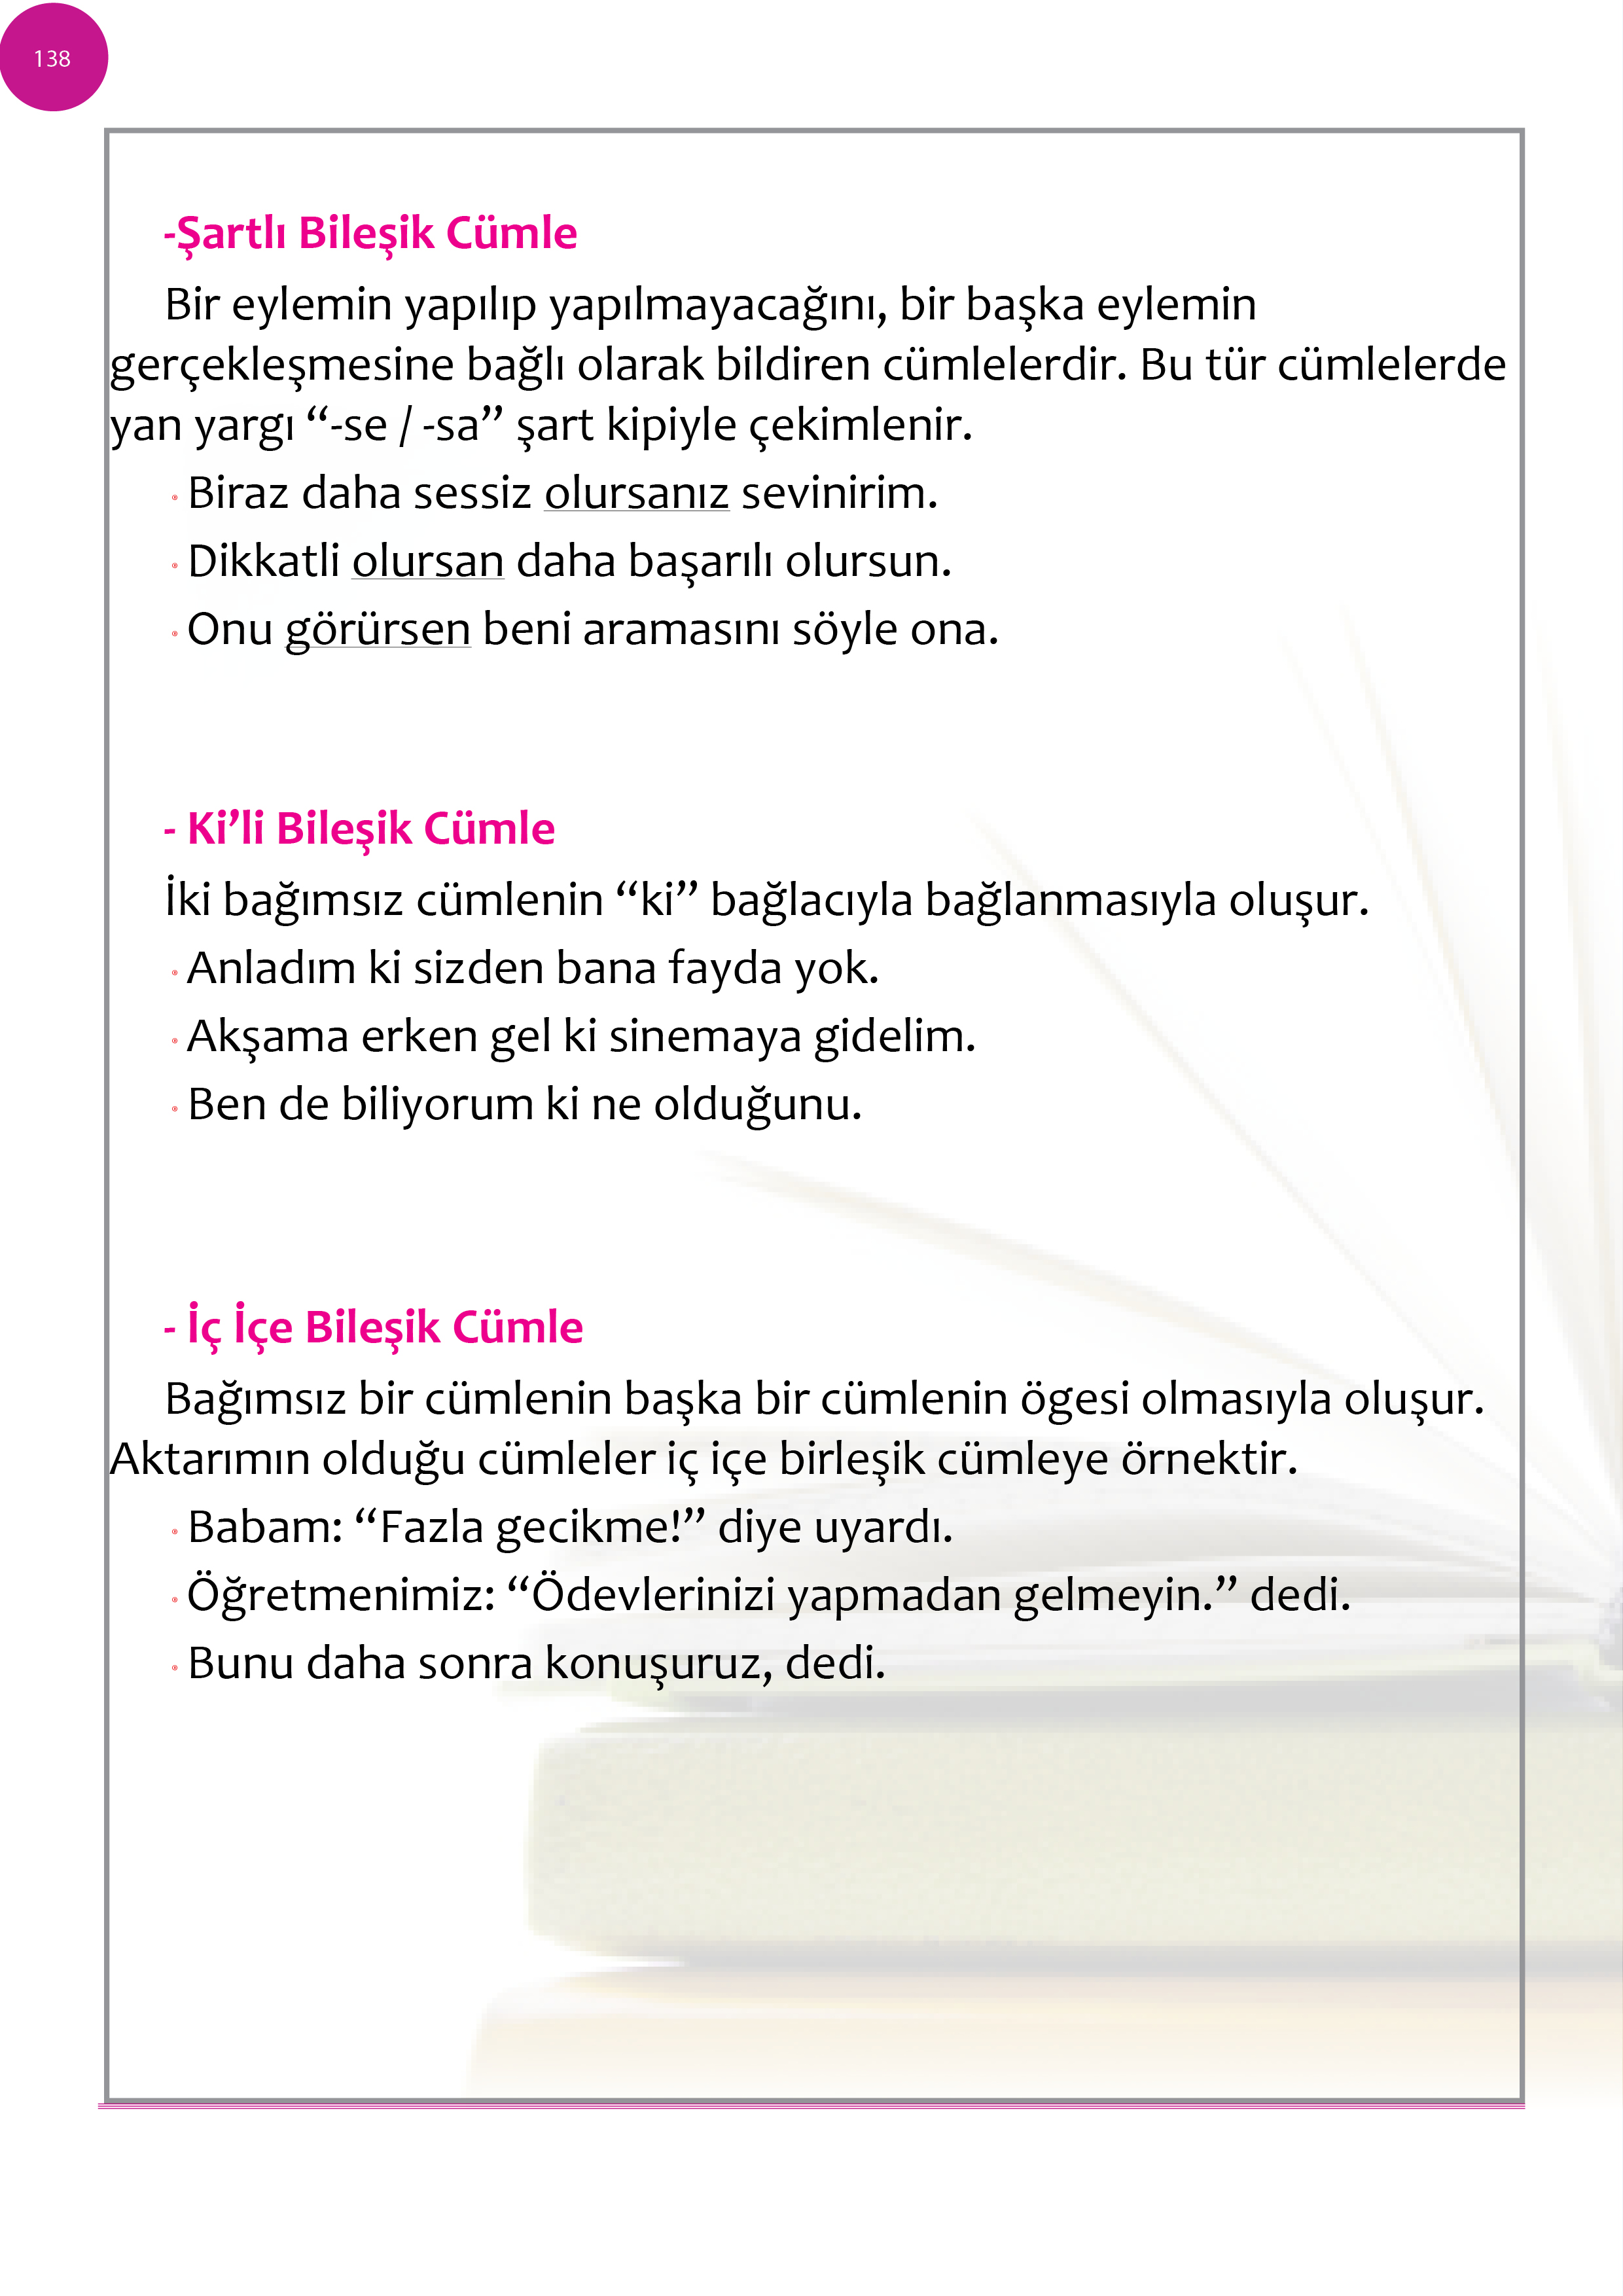 138
-Şartlı Bileşik Cümle
Bir eylemin yapılıp yapılmayacağını, bir başka eylemin
gerçekleşmesine bağlı olarak bildiren cümlelerdir. Bu tür cümlelerde
yan yargı “-se / -sa” şart kipiyle çekimlenir.
Biraz daha sessiz olursanız sevinirim.
Dikkatli olursan daha başarılı olursun.
Onu görürsen beni aramasını söyle ona.
- Ki’li Bileşik Cümle
İki bağımsız cümlenin “ki” bağlacıyla bağlanmasıyla oluşur.
Anladım ki sizden bana fayda yok.
Akşama erken gel ki sinemaya gidelim.
Ben de biliyorum ki ne olduğunu.
- İç İçe Bileşik Cümle
Bağımsız bir cümlenin başka bir cümlenin ögesi olmasıyla oluşur.
Aktarımın olduğu cümleler iç içe birleşik cümleye örnektir.
Babam: “Fazla gecikme!” diye uyardı.
Öğretmenimiz: “Ödevlerinizi yapmadan gelmeyin.” dedi.
Bunu daha sonra konuşuruz, dedi.